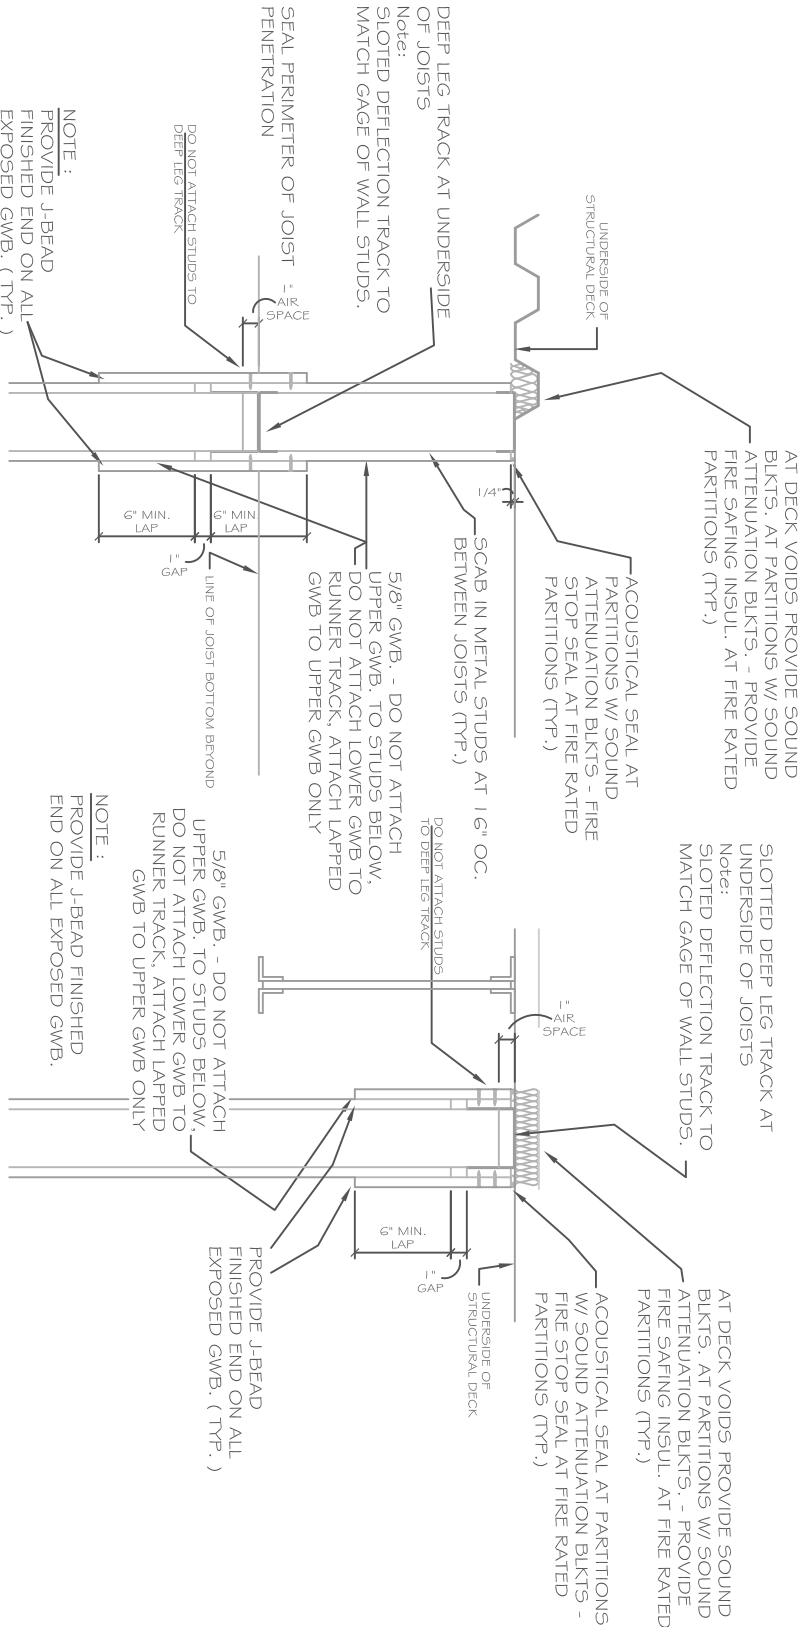 AT DECK VOIDS PROVIDE SOUND
BLKTS. AT PARTITIONS W/ SOUND
ATTENUATION BLKTS. - PROVIDE
FIRE SAFING INSUL. AT FIRE RATED
PARTITIONS (TYP.)
UNDERSIDE OF
STRUCTURAL DECK
ACOUSTICAL SEAL AT
PARTITIONS W/ SOUND
ATTENUATION BLKTS - FIRE
STOP SEAL AT FIRE RATED
PARTITIONS (TYP.)
1/4"
SCAB IN METAL STUDS AT 16" OC.
BETWEEN JOISTS (TYP.)
DEEP LEG TRACK AT UNDERSIDE
OF JOISTS
Note:
SLOTED DEFLECTION TRACK TO
MATCH GAGE OF WALL STUDS.
5/8" GWB. - DO NOT ATTACH
UPPER GWB. TO STUDS BELOW,
DO NOT ATTACH LOWER GWB TO
RUNNER TRACK, ATTACH LAPPED
GWB TO UPPER GWB ONLY
SEAL PERIMETER OF JOIST
PENETRATION
1"
AIR
SPACE
LINE OF JOIST BOTTOM BEYOND
6" MIN.
LAP
1"
GAP
6" MIN.
LAP
DO NOT ATTACH STUDS TO
DEEP LEG TRACK
NOTE :
PROVIDE J-BEAD
FINISHED END ON ALL
EXPOSED GWB. ( TYP. )
SLOTTED DEEP LEG TRACK AT
UNDERSIDE OF JOISTS
Note:
SLOTED DEFLECTION TRACK TO
MATCH GAGE OF WALL STUDS.
AT DECK VOIDS PROVIDE SOUND
BLKTS. AT PARTITIONS W/ SOUND
ATTENUATION BLKTS. - PROVIDE
FIRE SAFING INSUL. AT FIRE RATED
PARTITIONS (TYP.)
ACOUSTICAL SEAL AT PARTITIONS
W/ SOUND ATTENUATION BLKTS -
FIRE STOP SEAL AT FIRE RATED
PARTITIONS (TYP.)
1"
AIR
SPACE
UNDERSIDE OF
STRUCTURAL DECK
DO NOT ATTACH STUDS
TO DEEP LEG TRACK
1"
GAP
6" MIN.
LAP
PROVIDE J-BEAD
FINISHED END ON ALL
EXPOSED GWB. ( TYP. )
5/8" GWB. - DO NOT ATTACH
UPPER GWB. TO STUDS BELOW,
DO NOT ATTACH LOWER GWB TO
RUNNER TRACK, ATTACH LAPPED
GWB TO UPPER GWB ONLY
NOTE :
PROVIDE J-BEAD FINISHED
END ON ALL EXPOSED GWB.